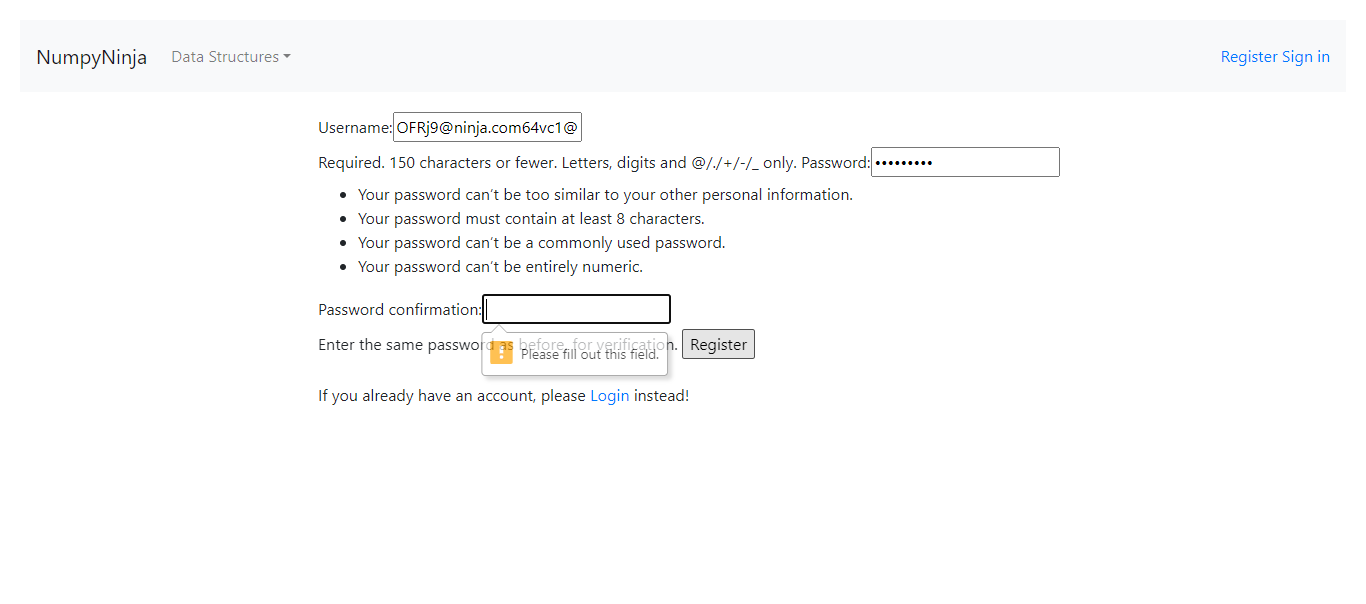 NumpyNinja Data Structures Register Sign in
Username: OFRj9@ninja.com64vc1@
Required. 150 characters or fewer. Letters, digits and @/./+/-/_ only. Password: •••••••••
• Your password can't be too similar to your other personal information.
• Your password must contain at least 8 characters.
• Your password can't be a commonly used password.
• Your password can't be entirely numeric.
Password confirmation:
Enter the same password as before, for verification. Register
Please fill out this field.
If you already have an account, please Login instead!